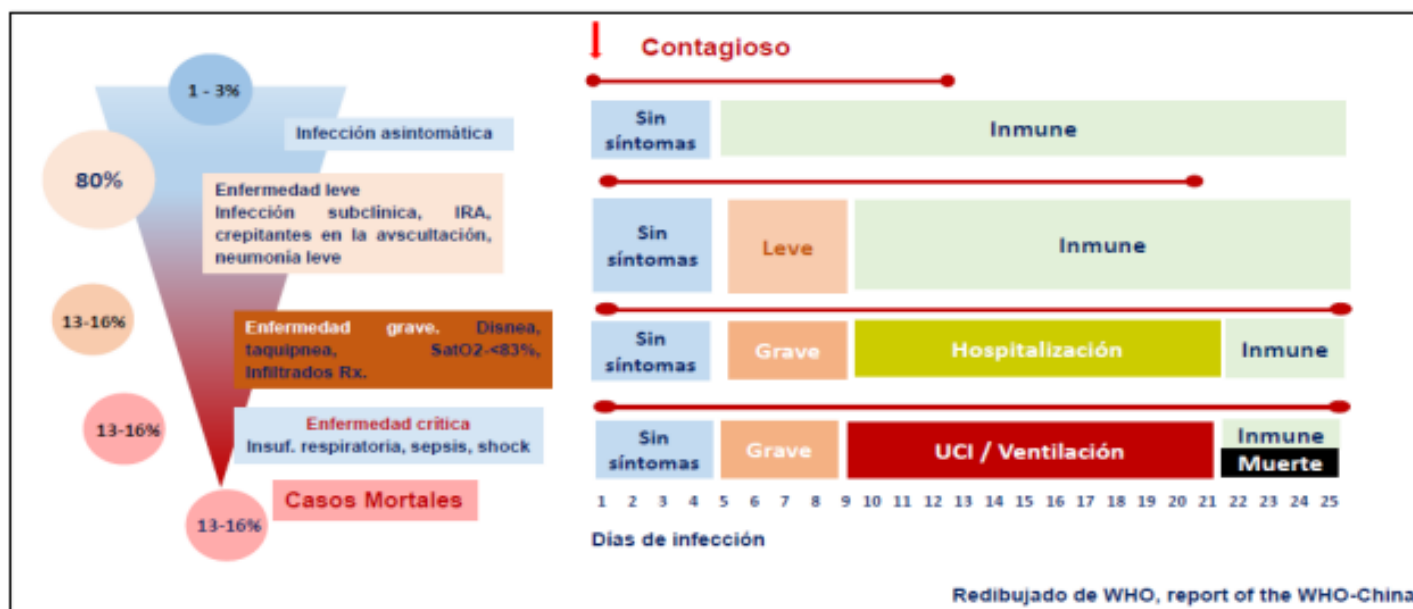 1 - 3%
Infección asintomática
80%
Enfermedad leve
Infección subclínica, IRA,
crepitantes en la avscultación,
neumonía leve
13-16%
Enfermedad grave. Disnea,
taquipnea, SatO2-<83%,
Infiltrados Rx.
13-16%
Enfermedad crítica
Insuf. respiratoria, sepsis, shock
Casos Mortales
13-16%
Contagioso
Sin
síntomas
Inmune
Sin
síntomas
Leve
Inmune
Sin
síntomas
Grave
Hospitalización
Inmune
Sin
síntomas
Grave
UCI / Ventilación
Inmune
Muerte
1 2 3 4 5 6 7 8 9 10 11 12 13 14 15 16 17 18 19 20 21 22 23 24 25
Días de infección
Redibujado de WHO, report of the WHO-China